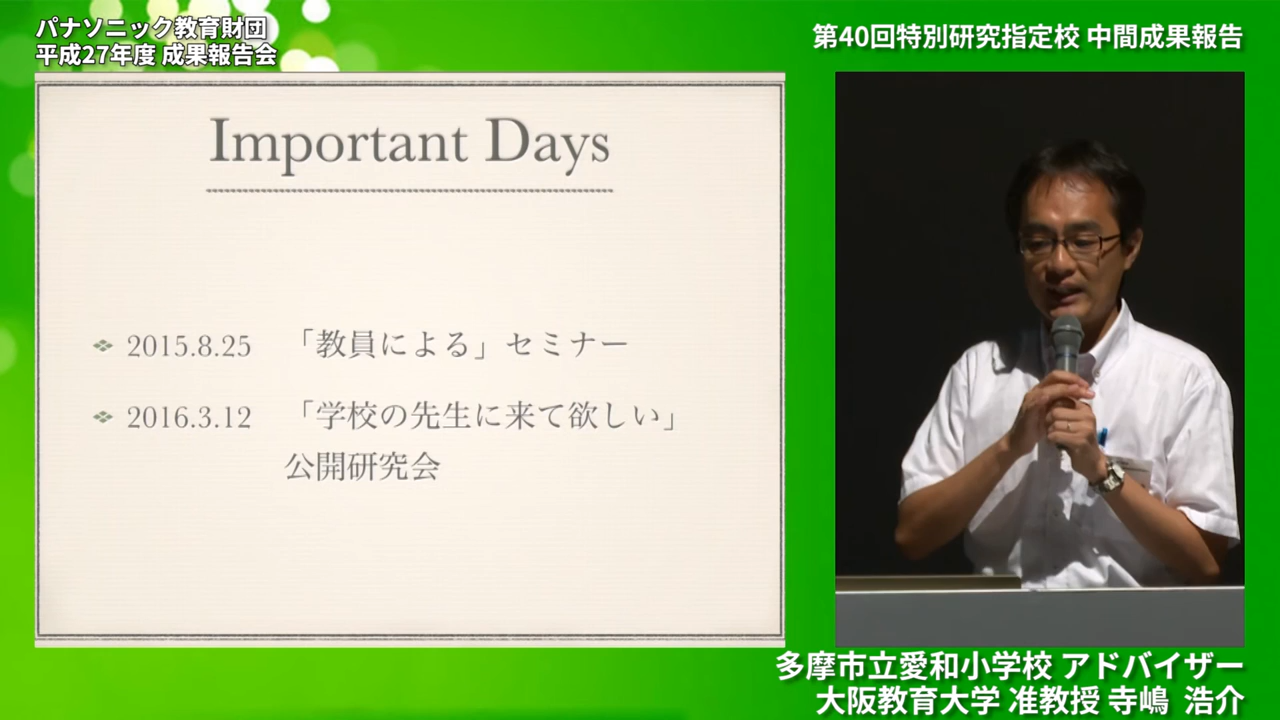 パナソニック教育財団
平成27年度 成果報告会
第40回特別研究指定校 中間成果報告
Important Days
2015.8.25 「教員による」セミナー
2016.3.12 「学校の先生に来て欲しい」
公開研究会
多摩市立愛和小学校 アドバイザー
大阪教育大学 准教授 寺嶋 浩介